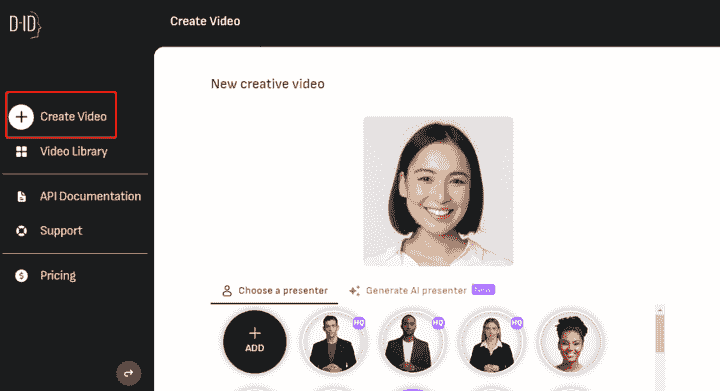 D-ID
Create Video
New creative video
Create Video
Video Library
API Documentation
Support
Pricing
Choose a presenter
Generate AI presenter
HQ
HQ
HQ
ADD